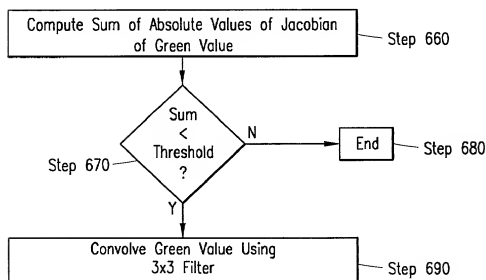 Compute Sum of Absolute Values of Jacobian
of Green Value
Step 660
Sum
<
Threshold
?
Step 670
N
End
Step 680
Y
Convolve Green Value Using
3x3 Filter
Step 690